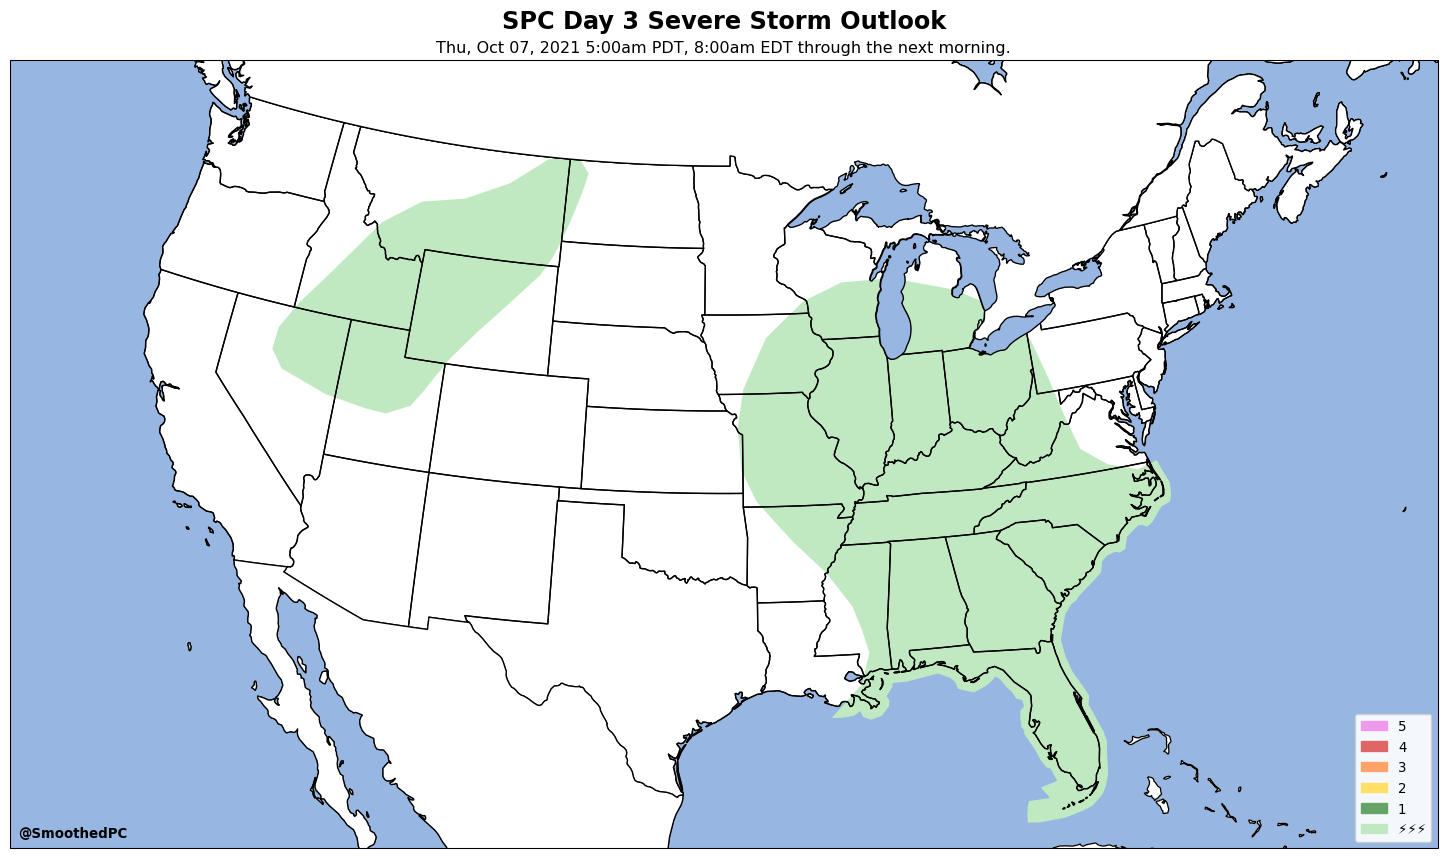 SPC Day 3 Severe Storm Outlook
Thu, Oct 07, 2021 5:00am PDT, 8:00am EDT through the next morning.
5
4
3
2
1
⚡⚡⚡
@SmoothedPC